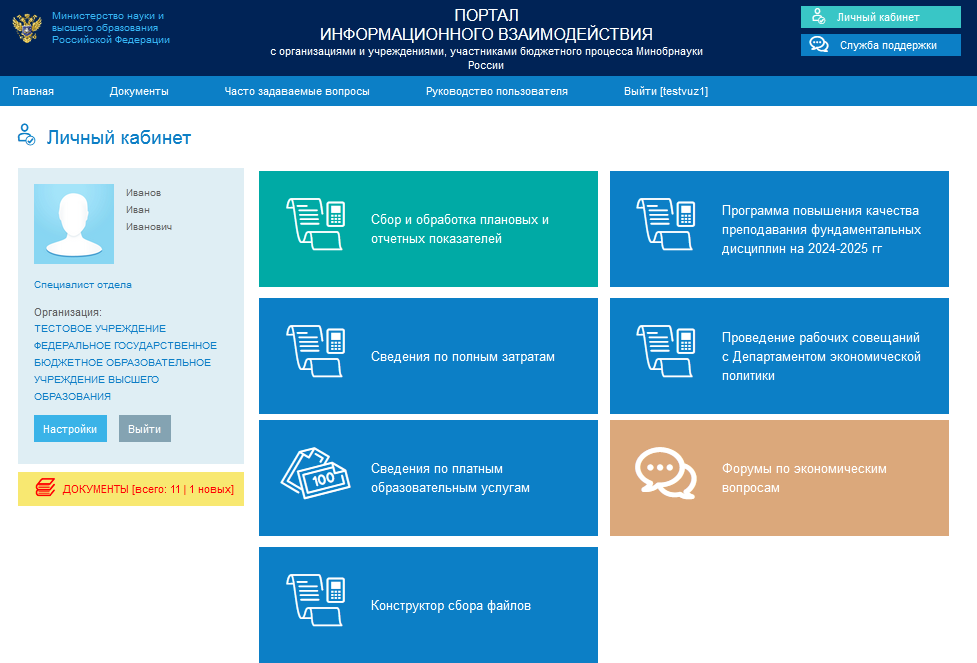 Министерство науки и
высшего образования
Российской Федерации
ПОРТАЛ
ИНФОРМАЦИОННОГО ВЗАИМОДЕЙСТВИЯ
с организациями и учреждениями, участниками бюджетного процесса Минобрнауки
России
Личный кабинет
Служба поддержки
Главная
Документы
Часто задаваемые вопросы
Руководство пользователя
Выйти [testvuz1]
Личный кабинет
Иванов
Иван
Иванович
Специалист отдела
Организация:
ТЕСТОВОЕ УЧРЕЖДЕНИЕ
ФЕДЕРАЛЬНОЕ ГОСУДАРСТВЕННОЕ
БЮДЖЕТНОЕ ОБРАЗОВАТЕЛЬНОЕ
УЧРЕЖДЕНИЕ ВЫСШЕГО
ОБРАЗОВАНИЯ
Настройки
Выйти
ДОКУМЕНТЫ [всего: 11 | 1 новых]
Сбор и обработка плановых и
отчетных показателей
Программа повышения качества
преподавания фундаментальных
дисциплин на 2024-2025 гг
Сведения по полным затратам
Проведение рабочих совещаний
с Департаментом экономической
политики
100
Сведения по платным
образовательным услугам
Форумы по экономическим
вопросам
Конструктор сбора файлов